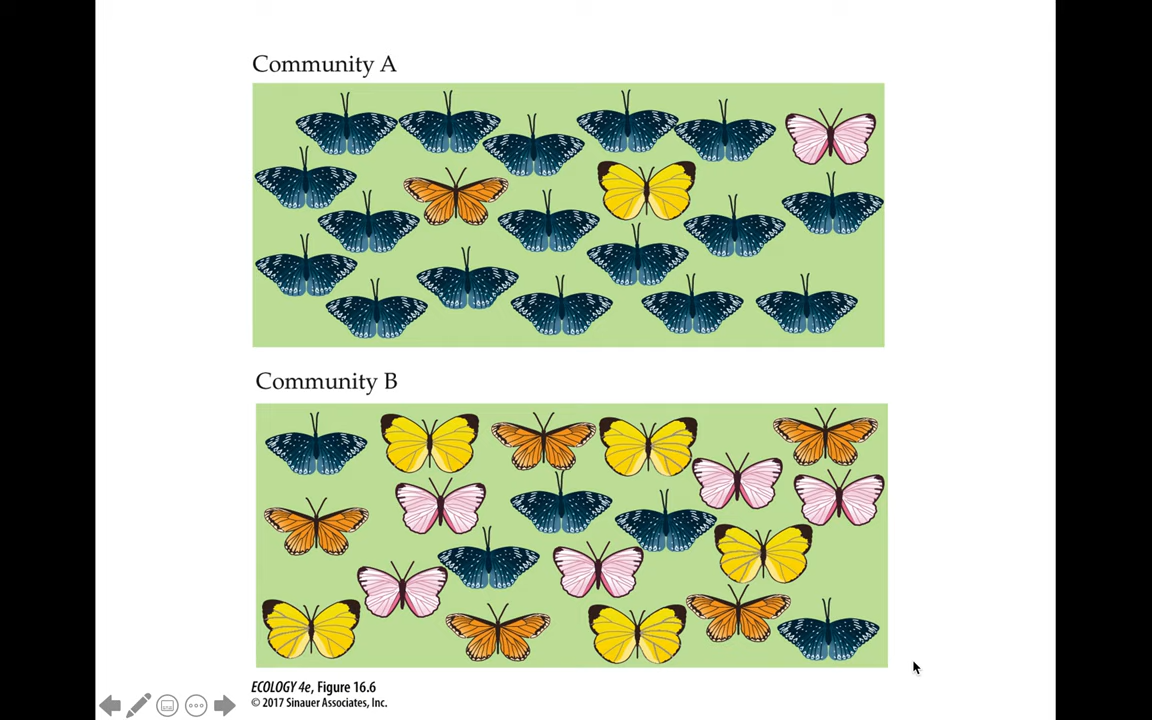 Community A
Community B
ECOLOGY 4e, Figure 16.6
© 2017 Sinauer Associates, Inc.